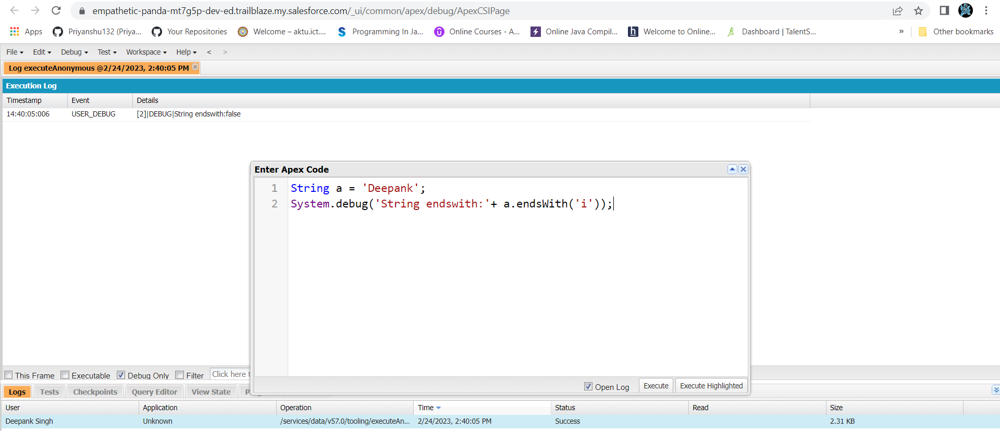 empathetic-panda-mt7g5p-dev-ed.trailblaze.my.salesforce.com/_ui/common/apex/debug/ApexCSIPage
Apps Priyanshu132 (Priya... Your Repositories Welcome – aktu.ict.... Programming In Ja... Online Courses - A... Online Java Compil... Welcome to Online... Dashboard | TalentS... » Other bookmarks
File Edit Debug Test Workspace Help < >
Log executeAnonymous @2/24/2023, 2:40:05 PM
Execution Log
Timestamp Event Details
14:40:05:006 USER_DEBUG [2]|DEBUG|String endswith:false
Enter Apex Code
1 String a = 'Deepank';
2 System.debug('String endswith:'+ a.endsWith('i'));
This Frame Executable Debug Only Filter Click here
Open Log Execute Execute Highlighted
Logs Tests Checkpoints Query Editor View State
User Application Operation Time Status Read Size
Deepank Singh Unknown /services/data/v57.0/tooling/executeAn... 2/24/2023, 2:40:05 PM Success 2.31 KB